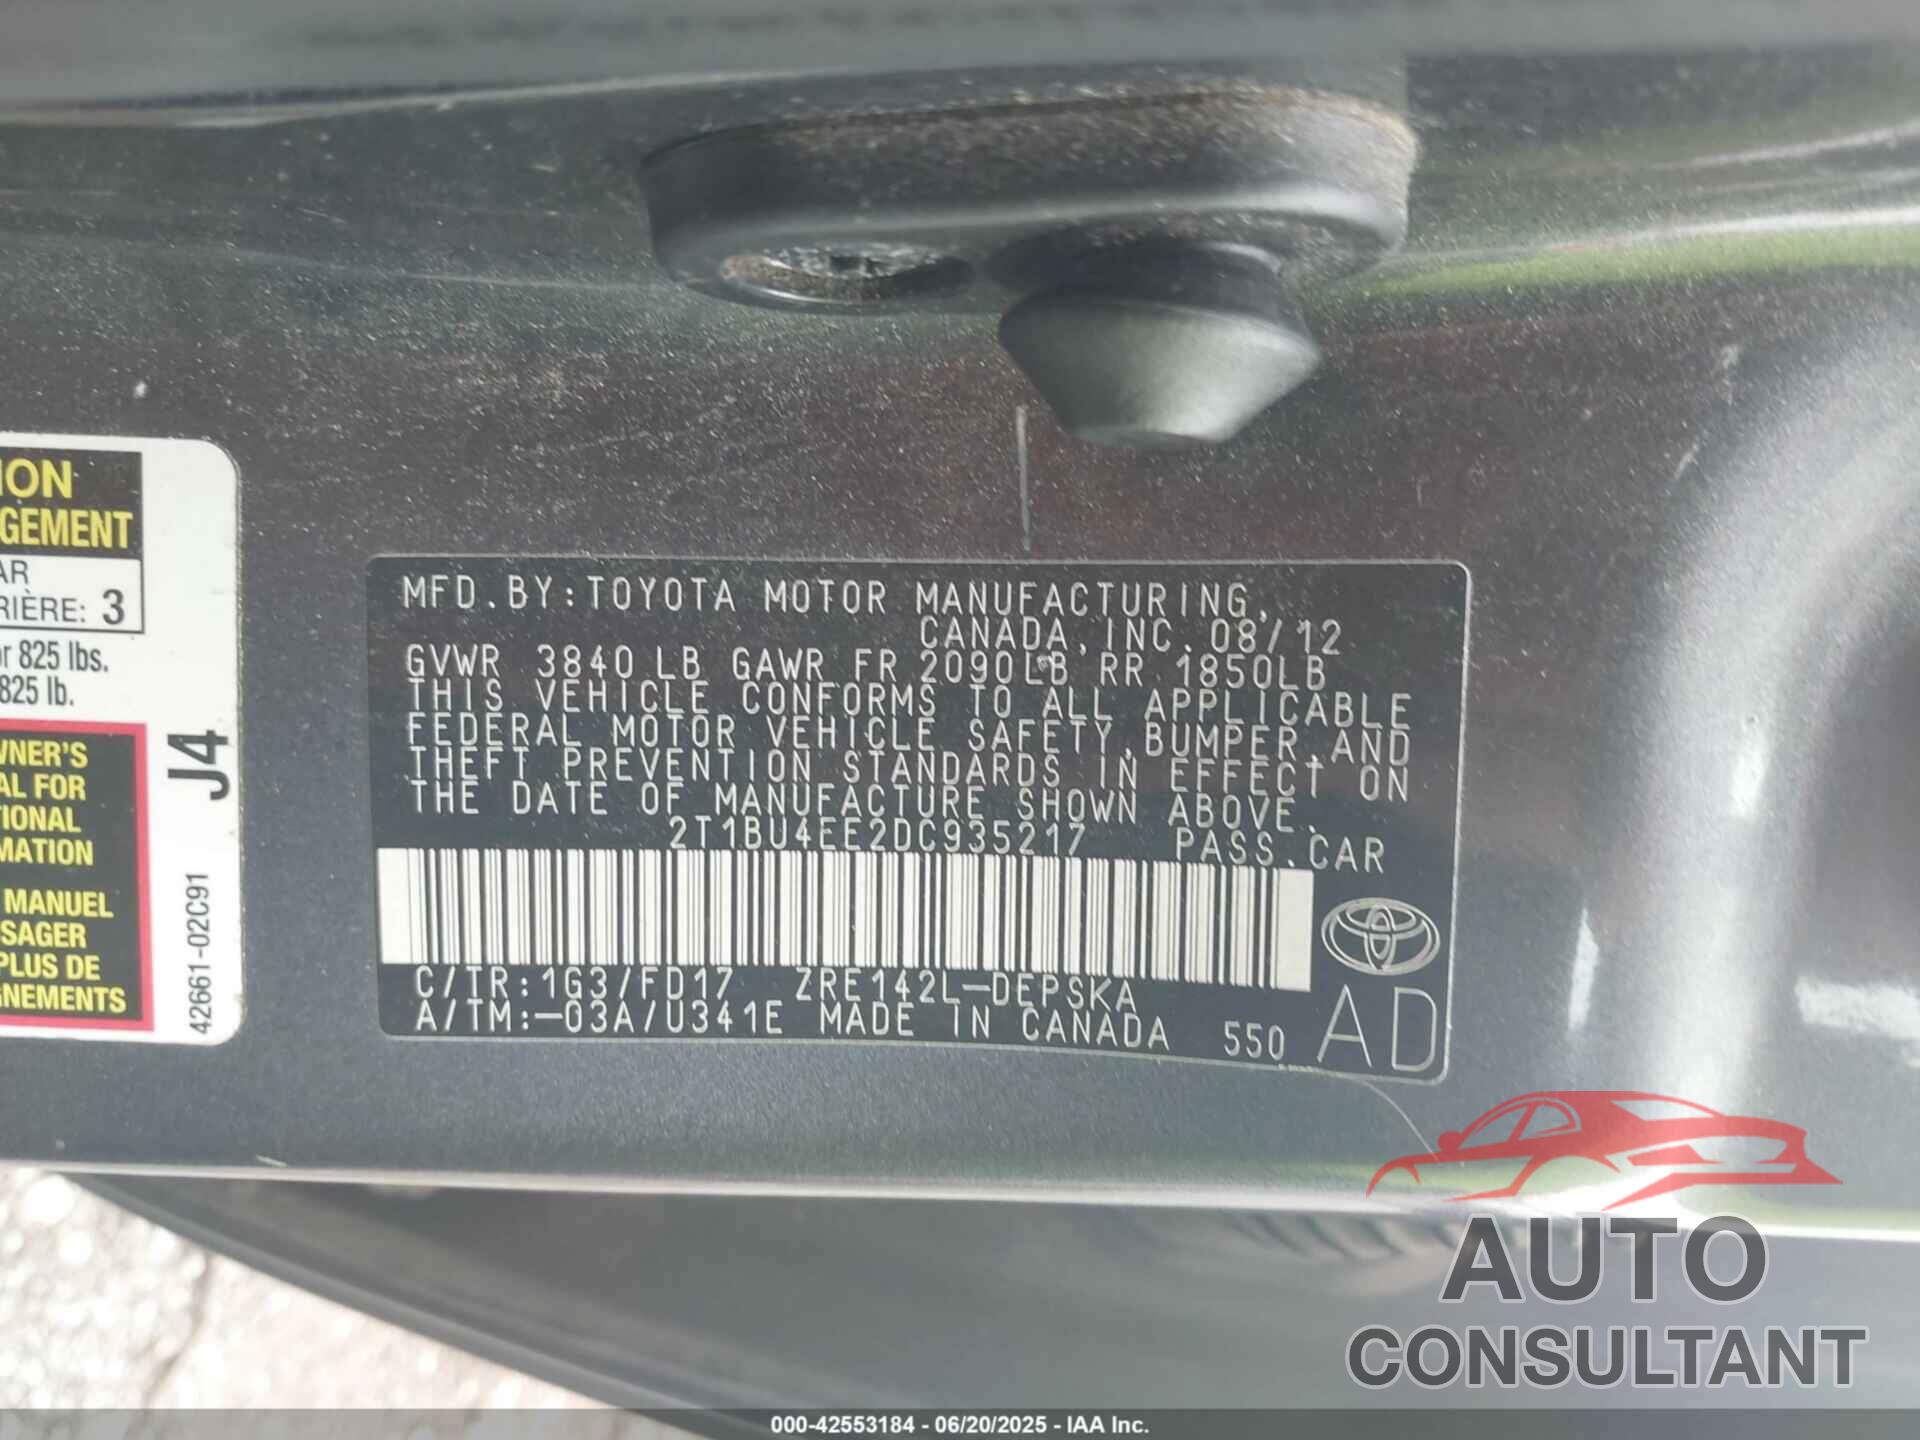 ION
GEMENT
AR
RIÈRE: 3
r 825 lbs.
825 lb.
WNER'S
AL FOR
TIONAL
MATION
MANUEL
SAGER
PLUS DE
GNEMENTS
J4
42661-02C91
MFD.BY:TOYOTA MOTOR MANUFACTURING,
CANADA,INC. 08/12
GVWR 3840LB GAWR FR 2090LB RR 1850LB
THIS VEHICLE CONFORMS TO ALL APPLICABLE
FEDERAL MOTOR VEHICLE SAFETY,BUMPER,AND
THEFT PREVENTION STANDARDS IN EFFECT ON
THE DATE OF MANUFACTURE SHOWN ABOVE.
2T1BU4EE2DC935217 PASS.CAR
C/TR:1G3/FD17 ZRE142L-DEPSKA
A/TM:-03A/U341E MADE IN CANADA 550
AD
AUTO
CONSULTANT
000-42553184 - 06/20/2025 - IAA Inc.